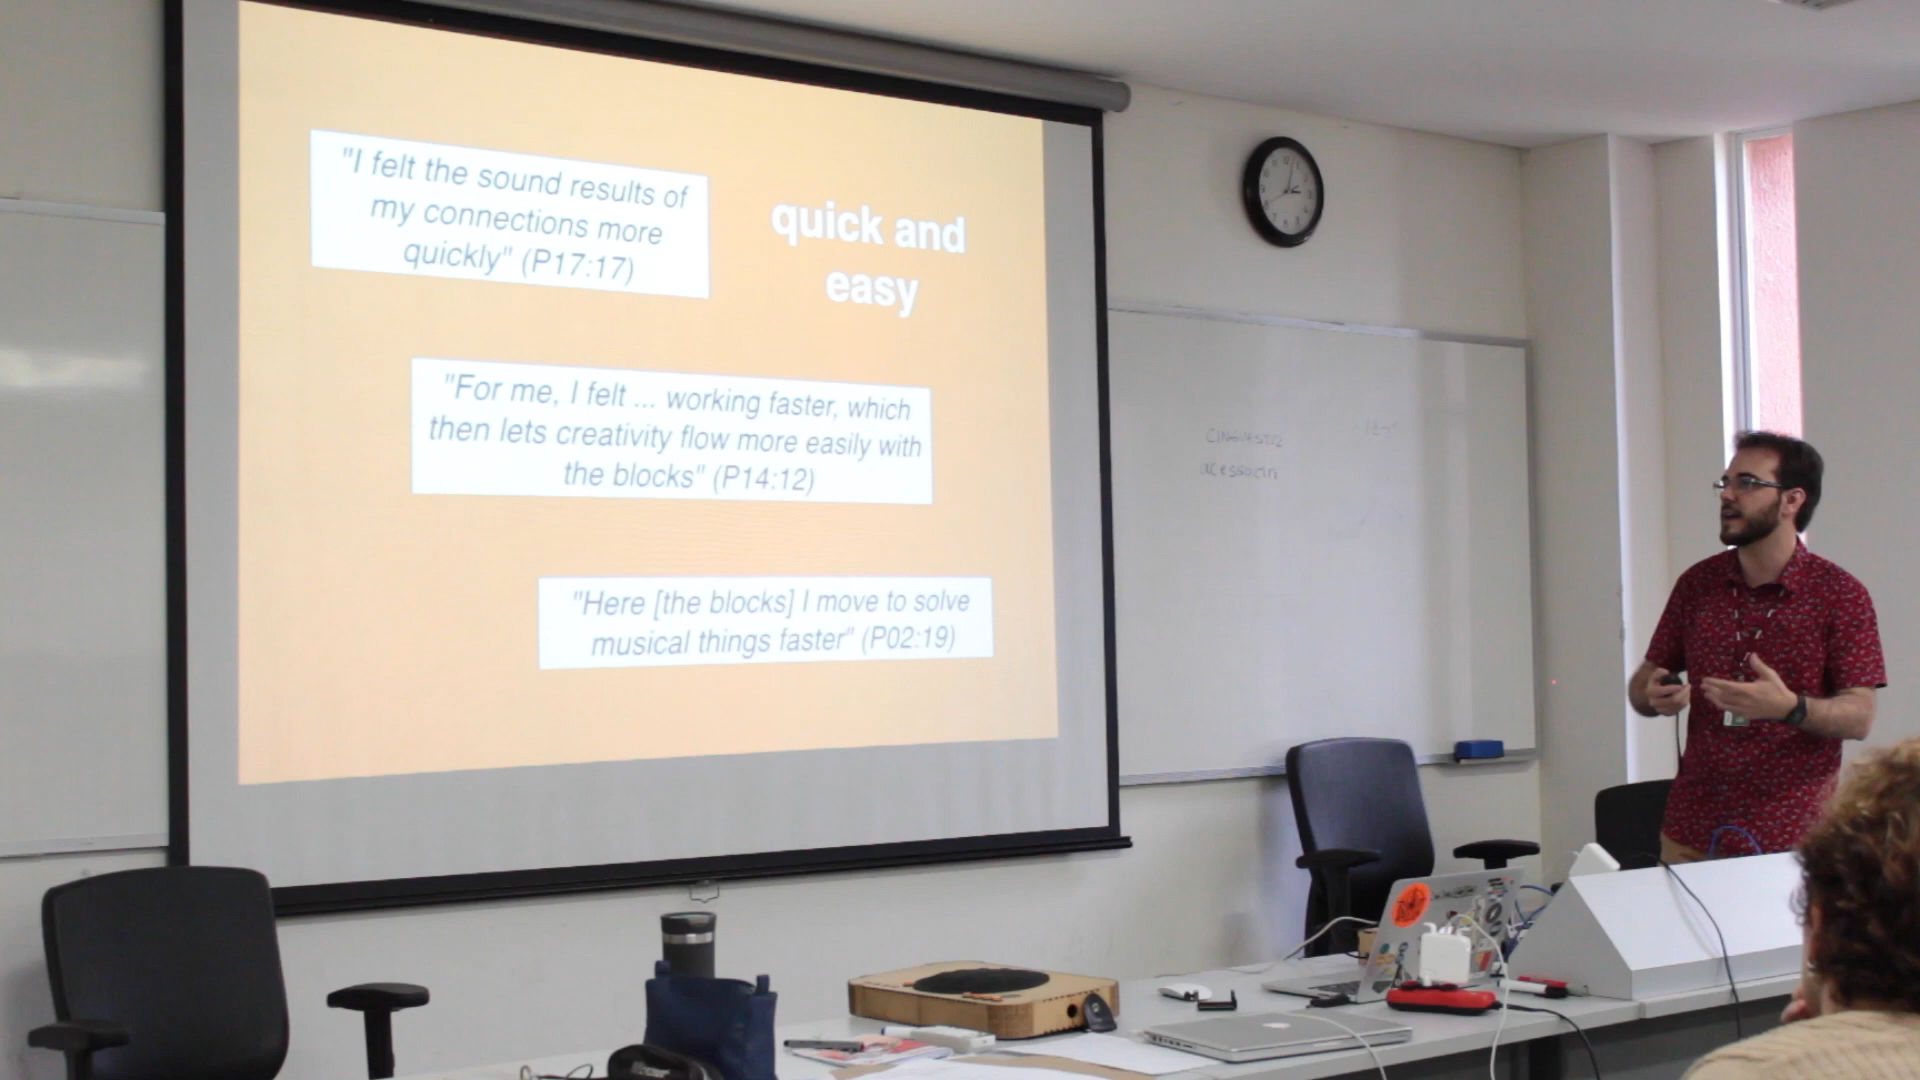 "I felt the sound results of
my connections more
quickly" (P17:17)
quick and
easy
"For me, I felt ... working faster, which
then lets creativity flow more easily with
the blocks" (P14:12)
"Here [the blocks] I move to solve
musical things faster" (P02:19)
acessocin